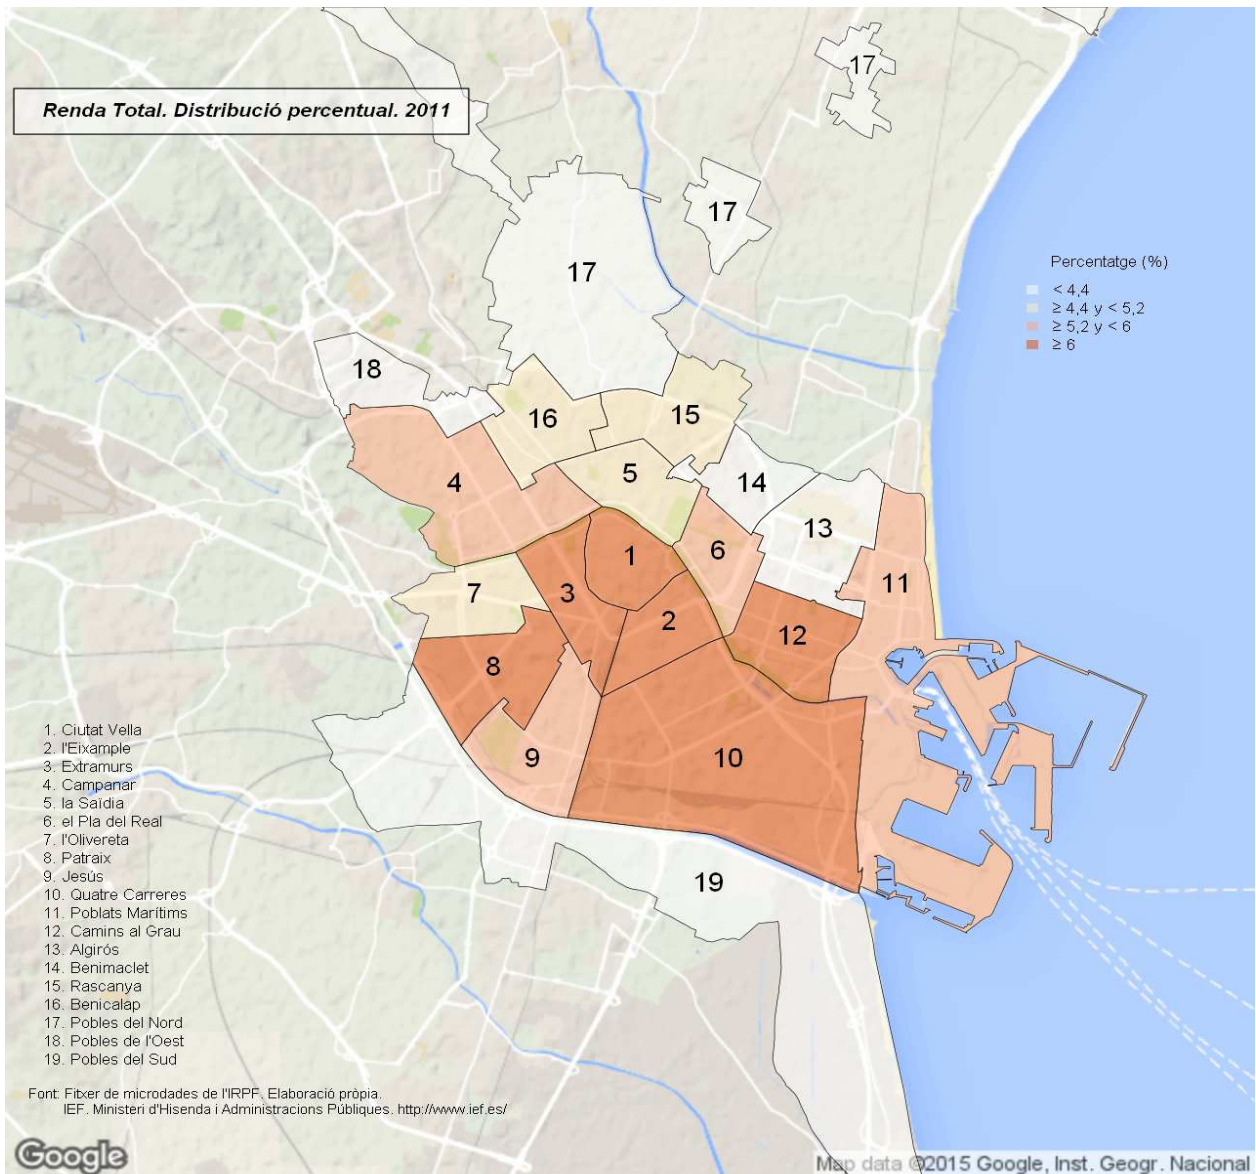 Renda Total. Distribució percentual. 2011
17
17
17
Percentatge (%)
< 4,4
≥ 4,4 y < 5,2
≥ 5,2 y < 6
≥ 6
18
16
15
4
5
14
13
6
1
11
7
3
2
12
8
9
10
19
1. Ciutat Vella
2. l'Eixample
3. Extramurs
4. Campanar
5. la Saïdia
6. el Pla del Real
7. l'Olivereta
8. Patraix
9. Jesús
10. Quatre Carreres
11. Poblats Marítims
12. Camins al Grau
13. Algirós
14. Benimaclet
15. Rascanya
16. Benicalap
17. Pobles del Nord
18. Pobles de l'Oest
19. Pobles del Sud
Font: Fitxer de microdades de l'IRPF. Elaboració pròpia.
IEF. Ministeri d'Hisenda i Administracions Públiques. http://www.ief.es/
Google
Map data ©2015 Google, Inst. Geogr. Nacional